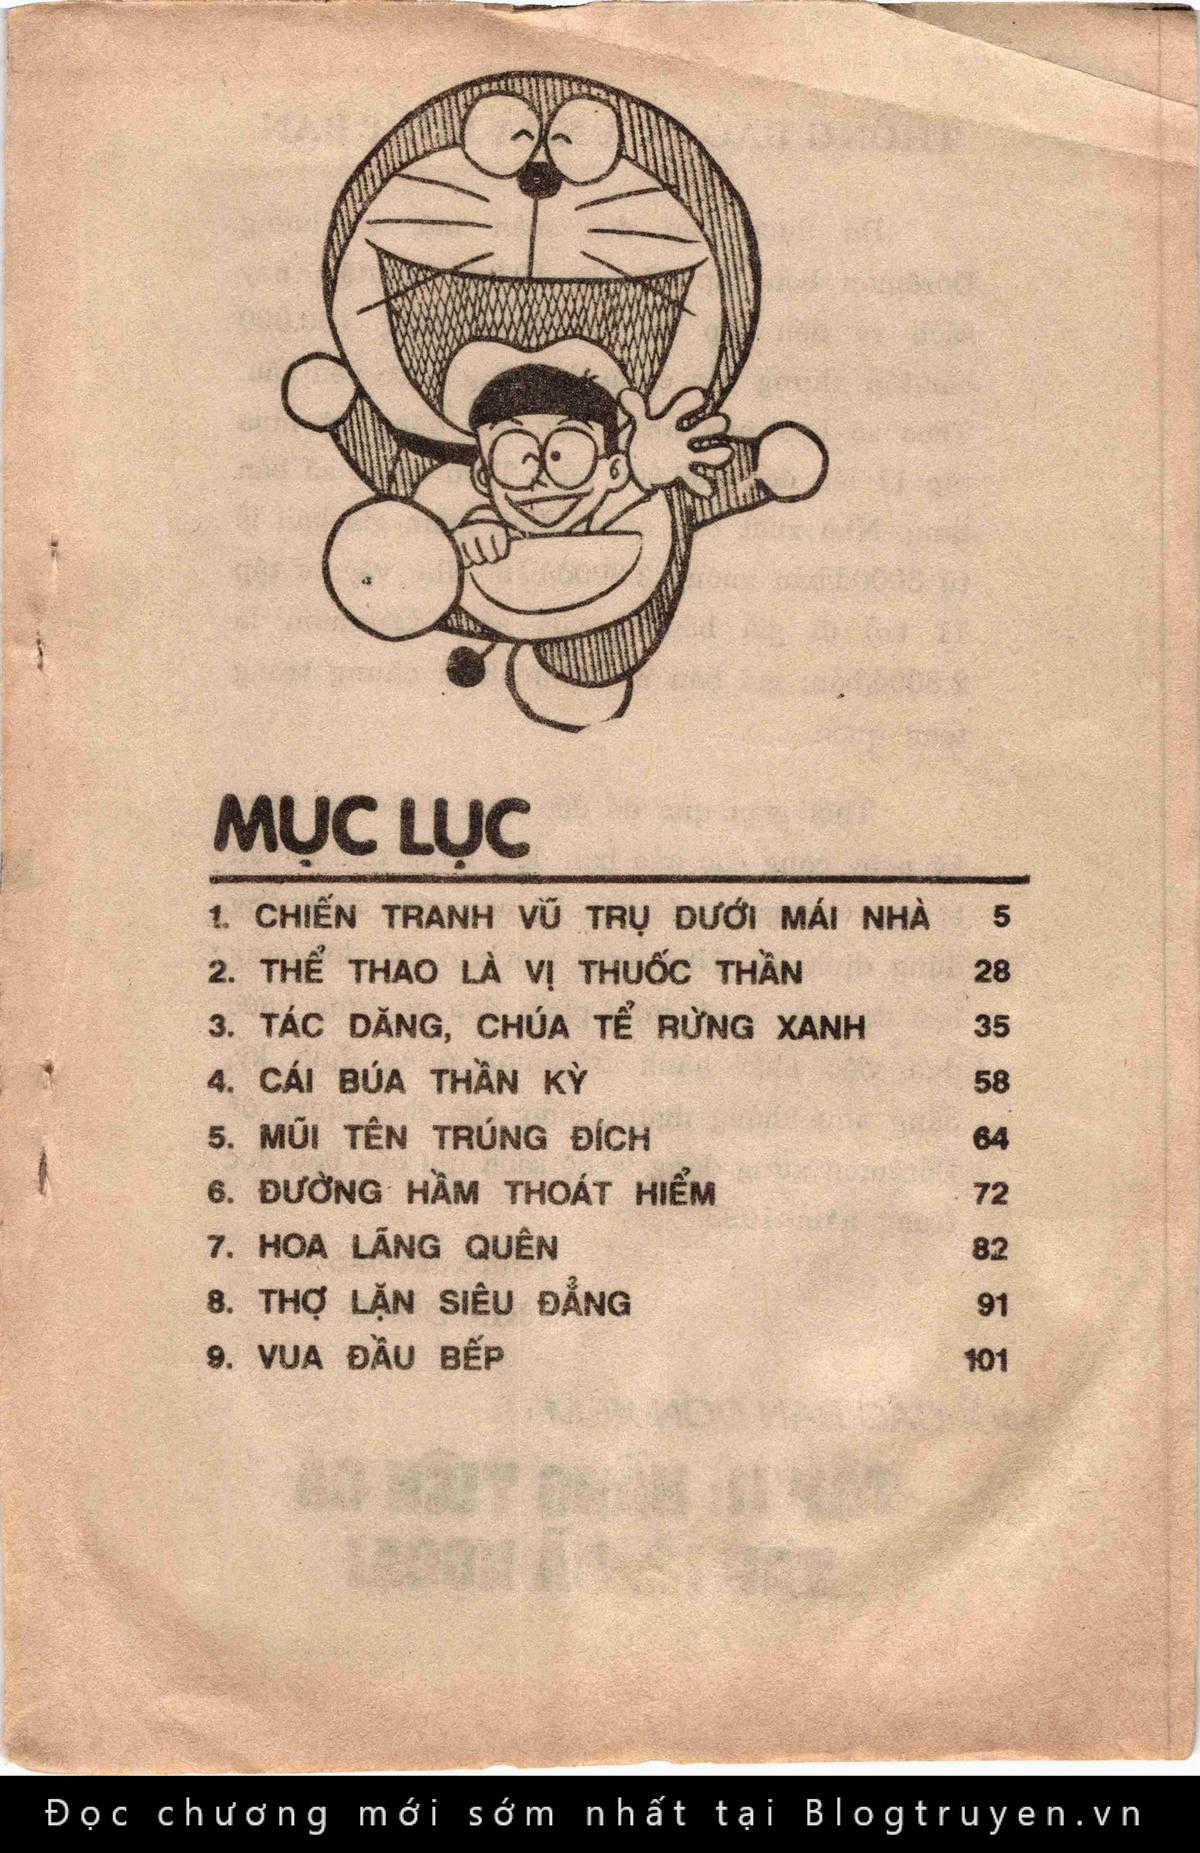 MỤC LỤC
1. CHIẾN TRANH VŨ TRỤ DƯỚI MÁI NHÀ 5
2. THỂ THAO LÀ VỊ THUỐC THẦN 28
3. TÁC DĂNG, CHÚA TỂ RỪNG XANH 35
4. CÁI BÚA THẦN KỲ 58
5. MŨI TÊN TRÚNG ĐÍCH 64
6. ĐƯỜNG HẦM THOÁT HIỂM 72
7. HOA LÃNG QUÊN 82
8. THỢ LẶN SIÊU ĐẲNG 91
9. VUA ĐẦU BẾP 101
Đọc chương mới sớm nhất tại Blogtruyen.vn